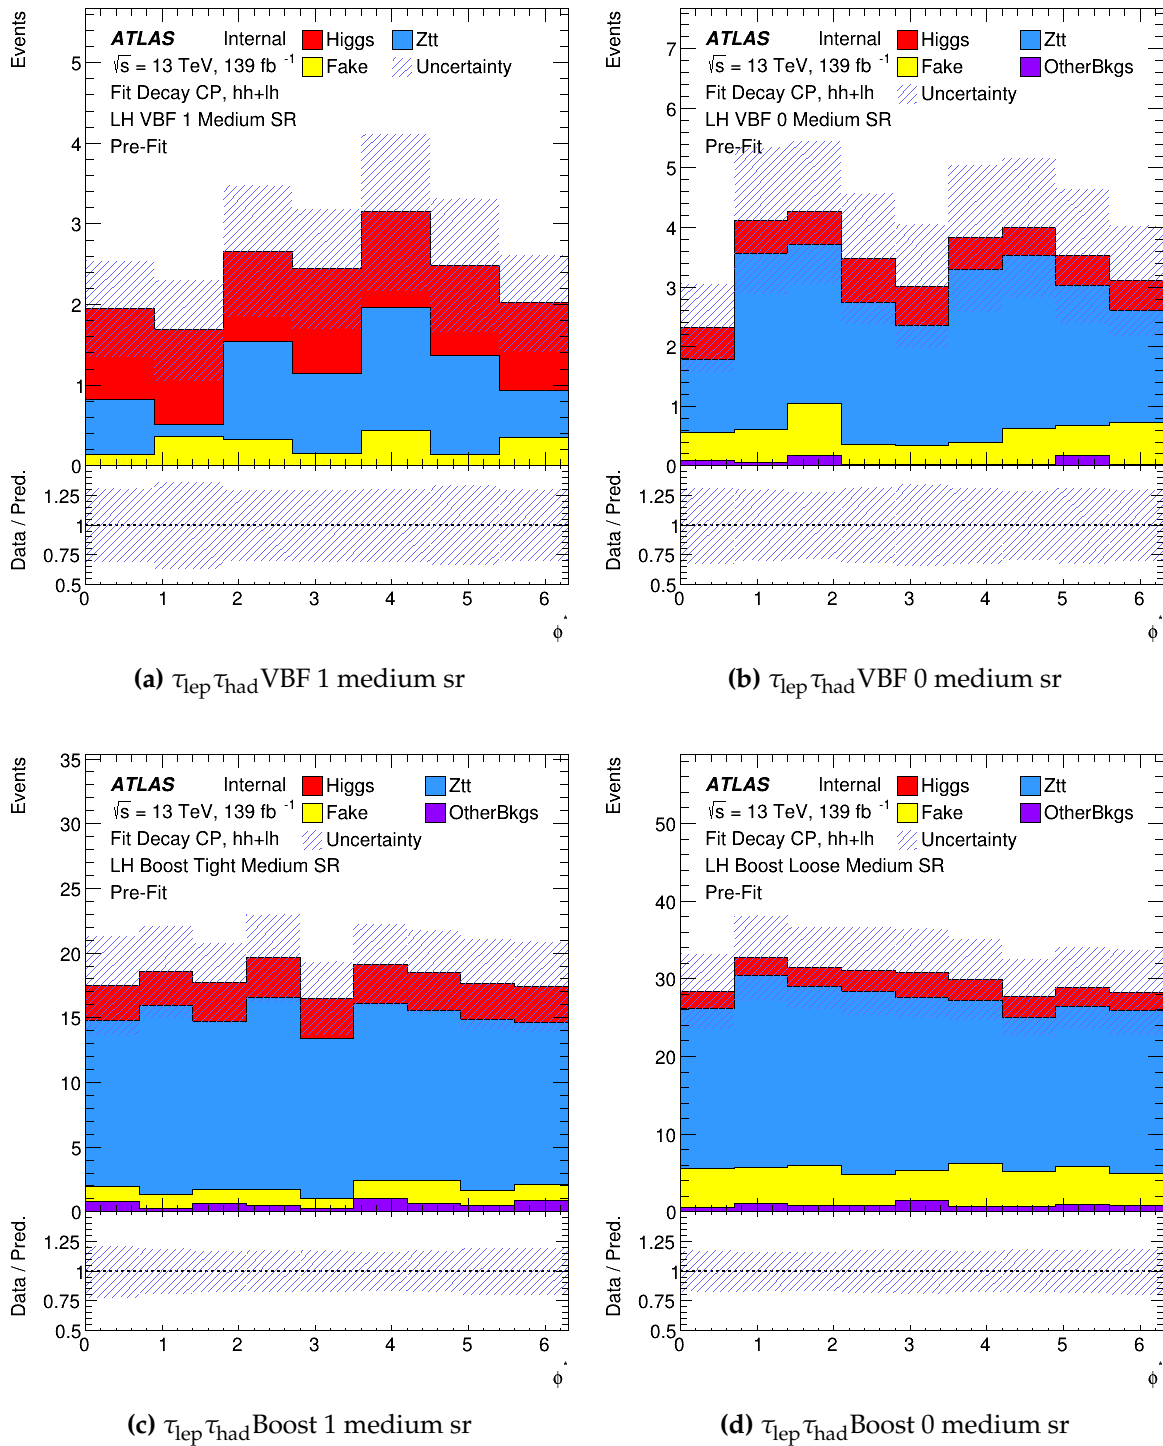 Events
ATLAS Internal
√s = 13 TeV, 139 fb⁻¹
Fit Decay CP, hh+lh
LH VBF 1 Medium SR
Pre-Fit
Higgs Ztt
Fake Uncertainty
5
4
3
2
1
0
Data / Pred.
1.25
1
0.75
0.5
0 1 2 3 4 5 6
ϕ*
(a) τlepτhadVBF 1 medium sr
Events
ATLAS Internal
√s = 13 TeV, 139 fb⁻¹
Fit Decay CP, hh+lh
LH VBF 0 Medium SR
Pre-Fit
Higgs Ztt
Fake OtherBkgs
Uncertainty
7
6
5
4
3
2
1
0
Data / Pred.
1.25
1
0.75
0.5
0 1 2 3 4 5 6
ϕ*
(b) τlepτhadVBF 0 medium sr
Events
ATLAS Internal
√s = 13 TeV, 139 fb⁻¹
Fit Decay CP, hh+lh
LH Boost Tight Medium SR
Pre-Fit
Higgs Ztt
Fake OtherBkgs
Uncertainty
35
30
25
20
15
10
5
0
Data / Pred.
1.25
1
0.75
0.5
0 1 2 3 4 5 6
ϕ*
(c) τlepτhadBoost 1 medium sr
Events
ATLAS Internal
√s = 13 TeV, 139 fb⁻¹
Fit Decay CP, hh+lh
LH Boost Loose Medium SR
Pre-Fit
Higgs Ztt
Fake OtherBkgs
Uncertainty
50
40
30
20
10
0
Data / Pred.
1.25
1
0.75
0.5
0 1 2 3 4 5 6
ϕ*
(d) τlepτhadBoost 0 medium sr